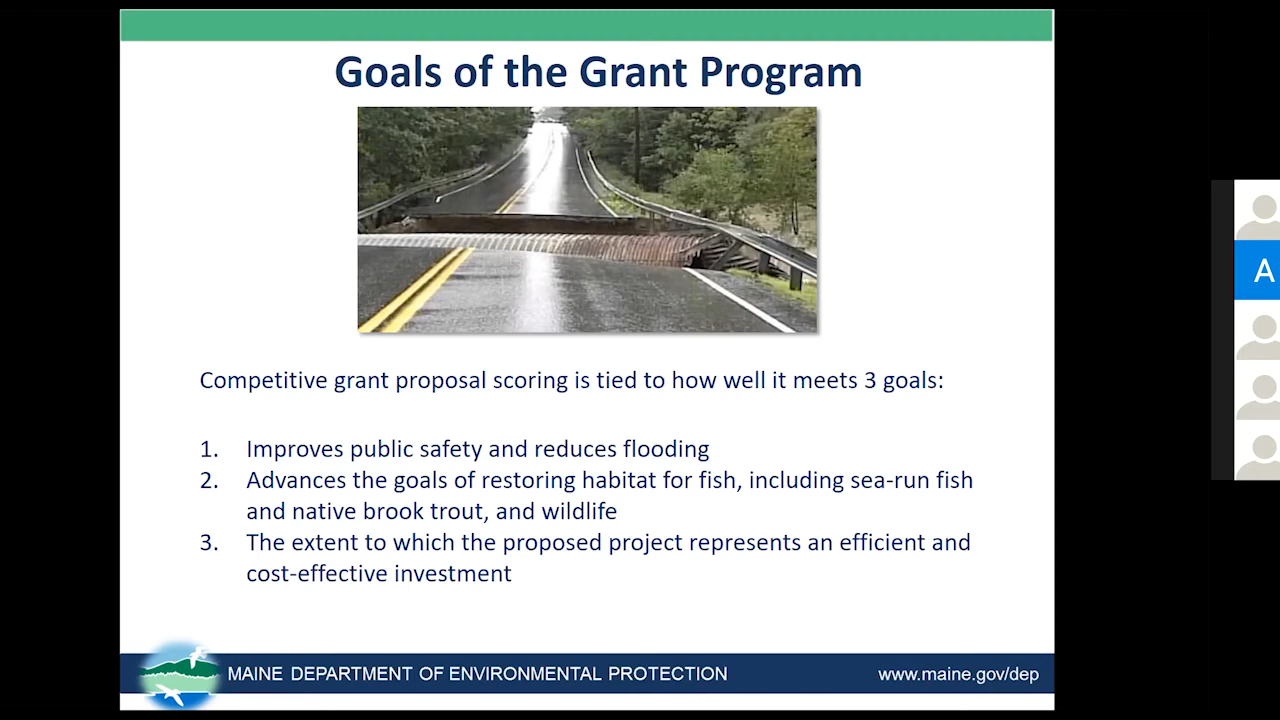 Goals of the Grant Program
Competitive grant proposal scoring is tied to how well it meets 3 goals:
1. Improves public safety and reduces flooding
2. Advances the goals of restoring habitat for fish, including sea-run fish
and native brook trout, and wildlife
3. The extent to which the proposed project represents an efficient and
cost-effective investment
A
MAINE DEPARTMENT OF ENVIRONMENTAL PROTECTION
www.maine.gov/dep